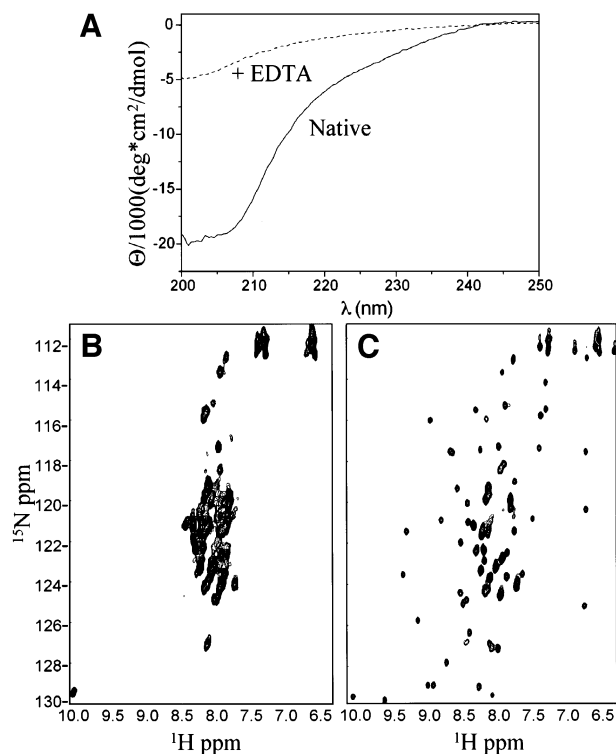 A
Θ/1000(deg*cm²/dmol)
0
-5
-10
-15
-20
+ EDTA
Native
200 210 220 230 240 250
λ (nm)
B
C
¹⁵N ppm
112
114
116
118
120
122
124
126
128
130
10.0 9.5 9.0 8.5 8.0 7.5 7.0 6.5
10.0 9.5 9.0 8.5 8.0 7.5 7.0 6.5
¹H ppm
¹H ppm